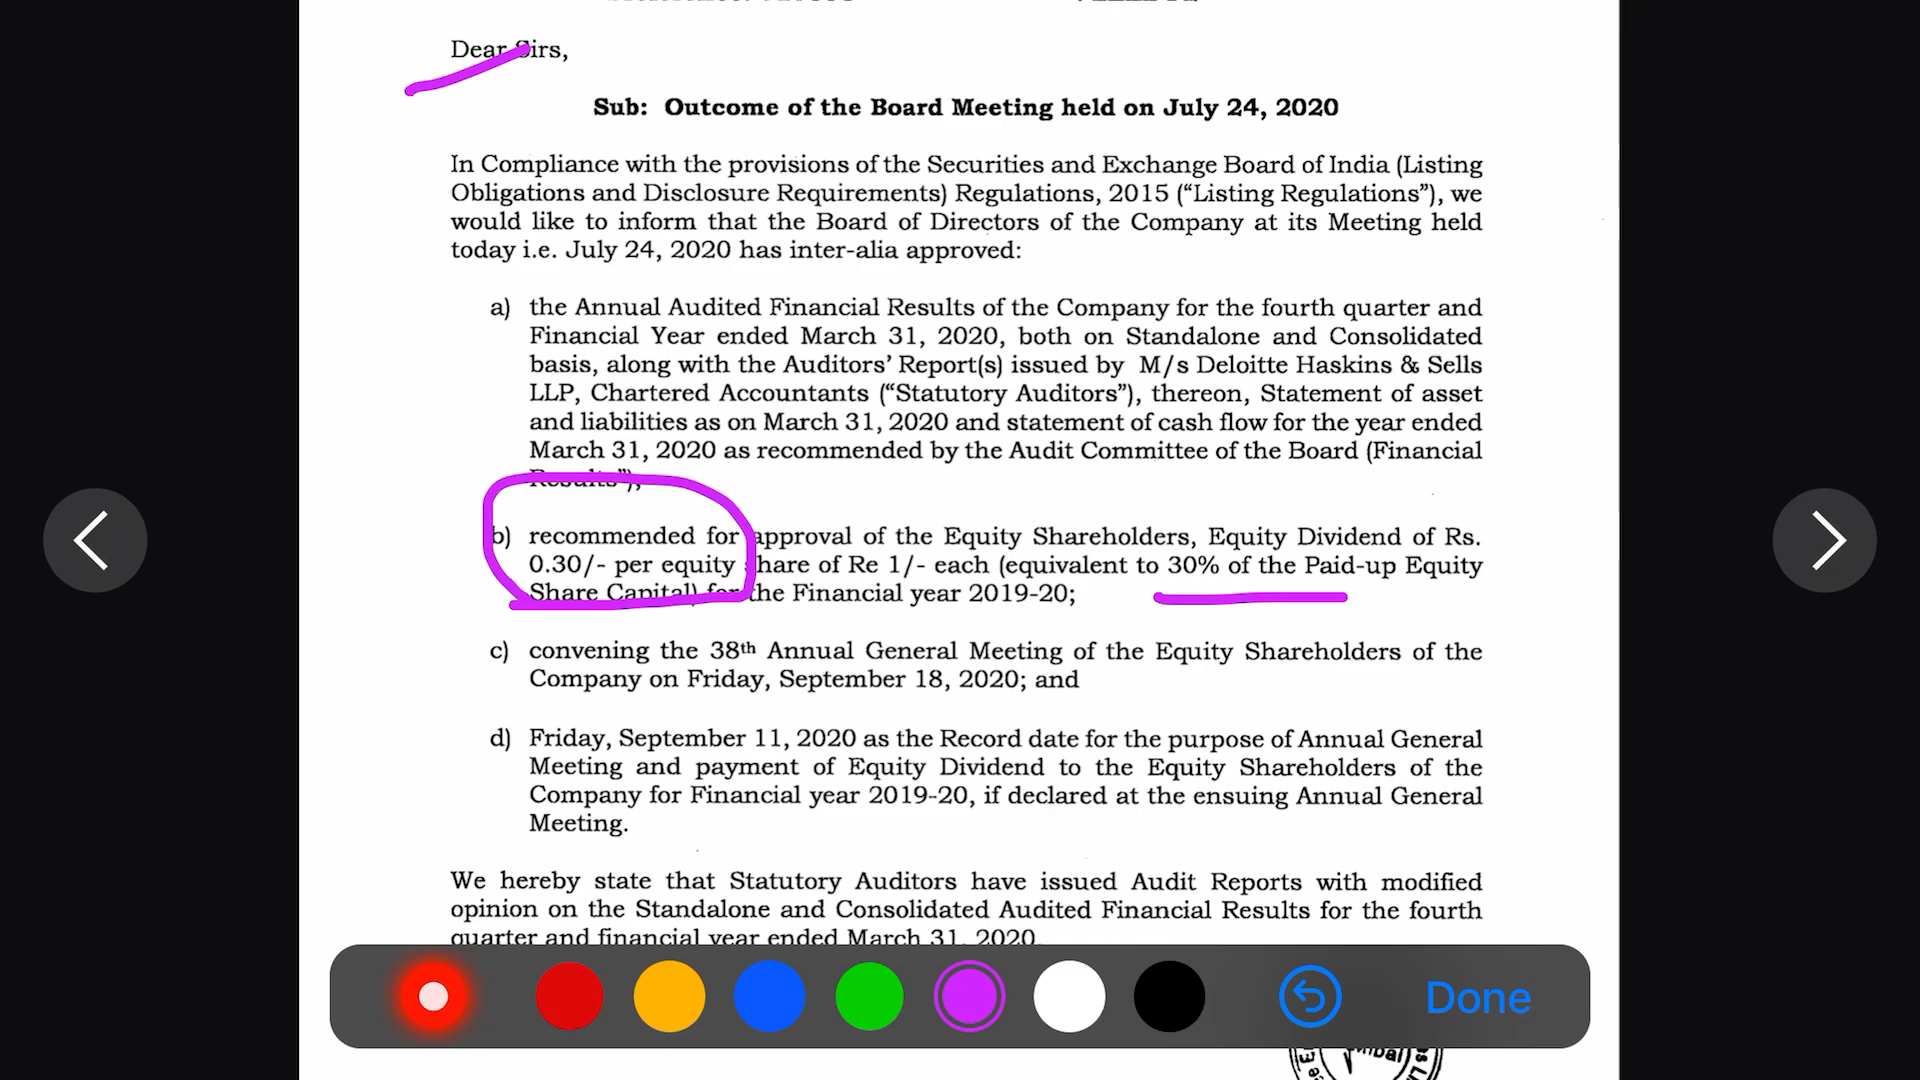 Dear Sirs,
Sub: Outcome of the Board Meeting held on July 24, 2020
In Compliance with the provisions of the Securities and Exchange Board of India (Listing
Obligations and Disclosure Requirements) Regulations, 2015 (“Listing Regulations”), we
would like to inform that the Board of Directors of the Company at its Meeting held
today i.e. July 24, 2020 has inter-alia approved:
a) the Annual Audited Financial Results of the Company for the fourth quarter and
Financial Year ended March 31, 2020, both on Standalone and Consolidated
basis, along with the Auditors’ Report(s) issued by M/s Deloitte Haskins & Sells
LLP, Chartered Accountants (“Statutory Auditors”), thereon, Statement of asset
and liabilities as on March 31, 2020 and statement of cash flow for the year ended
March 31, 2020 as recommended by the Audit Committee of the Board (Financial
Results”);
b) recommended for approval of the Equity Shareholders, Equity Dividend of Rs.
0.30/- per equity share of Re 1/- each (equivalent to 30% of the Paid-up Equity
Share Capital) for the Financial year 2019-20;
c) convening the 38th Annual General Meeting of the Equity Shareholders of the
Company on Friday, September 18, 2020; and
d) Friday, September 11, 2020 as the Record date for the purpose of Annual General
Meeting and payment of Equity Dividend to the Equity Shareholders of the
Company for Financial year 2019-20, if declared at the ensuing Annual General
Meeting.
We hereby state that Statutory Auditors have issued Audit Reports with modified
opinion on the Standalone and Consolidated Audited Financial Results for the fourth
quarter and financial year ended March 31, 2020.
Done